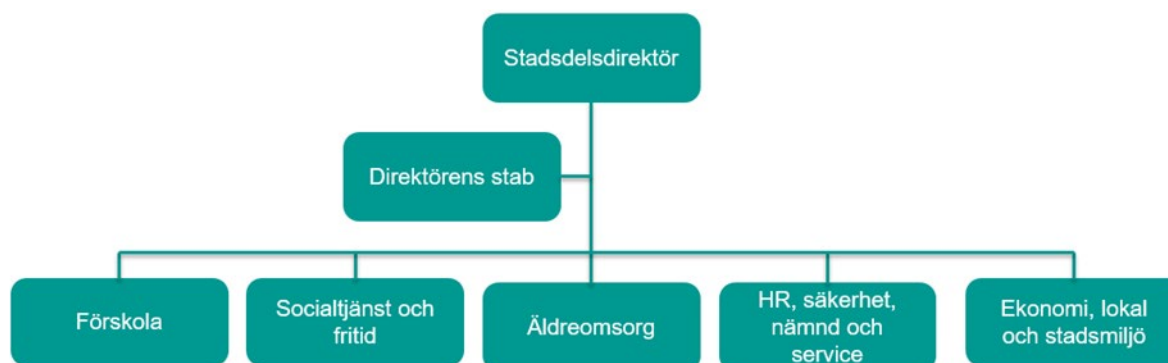 Stadsdelsdirektör
Direktörens stab
Förskola
Socialtjänst och
fritid
Äldreomsorg
HR, säkerhet,
nämnd och
service
Ekonomi, lokal
och stadsmiljö